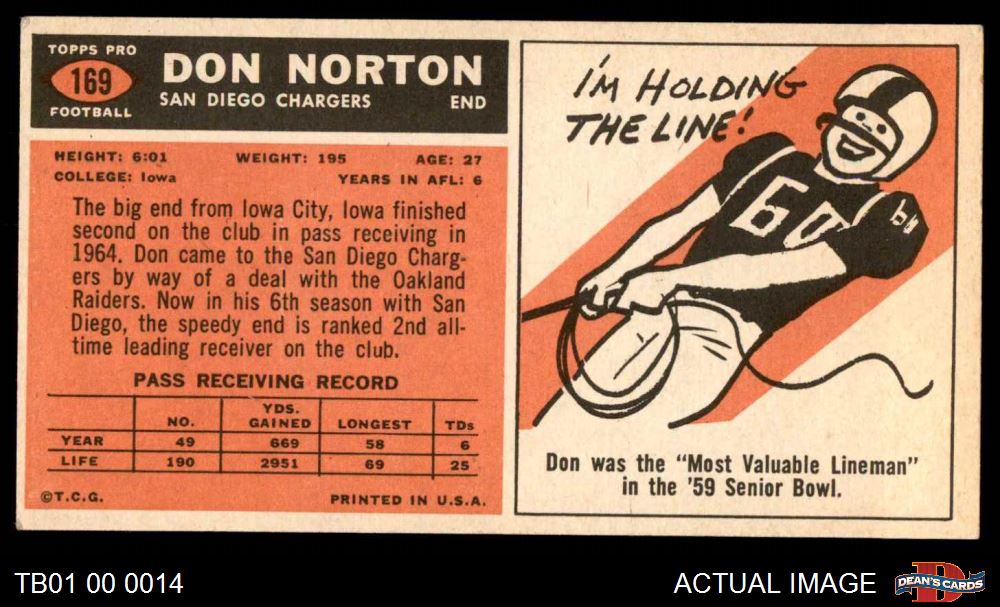 TOPPS PRO
169
FOOTBALL
DON NORTON
SAN DIEGO CHARGERS END
HEIGHT: 6:01 WEIGHT: 195 AGE: 27
COLLEGE: Iowa YEARS IN AFL: 6
The big end from Iowa City, Iowa finished
second on the club in pass receiving in
1964. Don came to the San Diego Charg-
ers by way of a deal with the Oakland
Raiders. Now in his 6th season with San
Diego, the speedy end is ranked 2nd all-
time leading receiver on the club.
PASS RECEIVING RECORD
NO. YDS. GAINED LONGEST TDs
YEAR 49 669 58 6
LIFE 190 2951 69 25
©T.C.G. PRINTED IN U.S.A.
I'M HOLDING
THE LINE!
60
Don was the "Most Valuable Lineman"
in the '59 Senior Bowl.
TB01 00 0014
ACTUAL IMAGE
D
DEAN'S CARDS